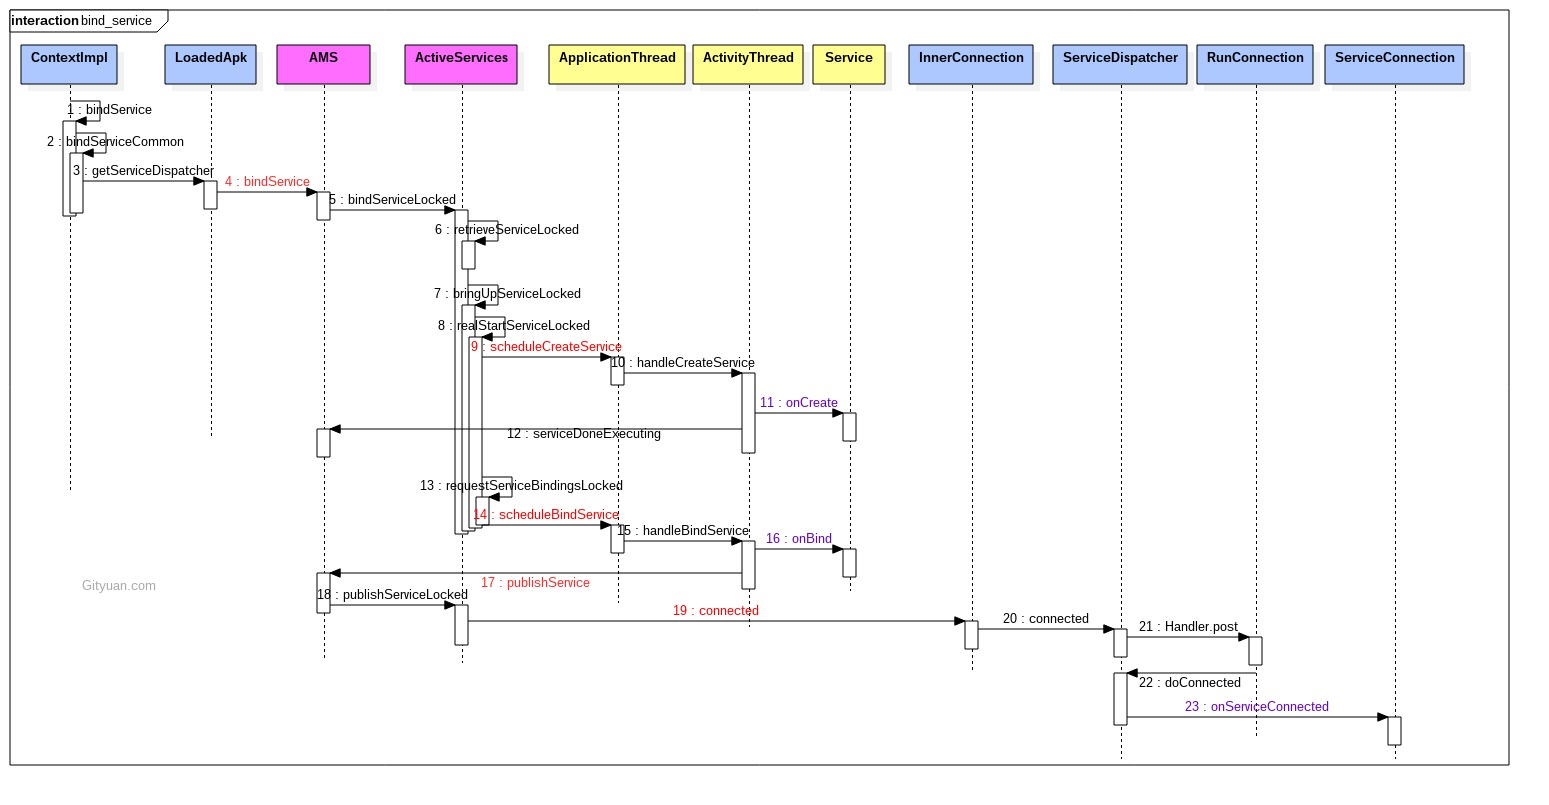 interaction bind_service
ContextImpl
LoadedApk
AMS
ActiveServices
ApplicationThread
ActivityThread
Service
InnerConnection
ServiceDispatcher
RunConnection
ServiceConnection
1 : bindService
2 : bindServiceCommon
3 : getServiceDispatcher
4 : bindService
5 : bindServiceLocked
6 : retrieveServiceLocked
7 : bringUpServiceLocked
8 : realStartServiceLocked
9 : scheduleCreateService
10 : handleCreateService
11 : onCreate
12 : serviceDoneExecuting
13 : requestServiceBindingsLocked
14 : scheduleBindService
15 : handleBindService
16 : onBind
17 : publishService
Gityuan.com
18 : publishServiceLocked
19 : connected
20 : connected
21 : Handler.post
22 : doConnected
23 : onServiceConnected